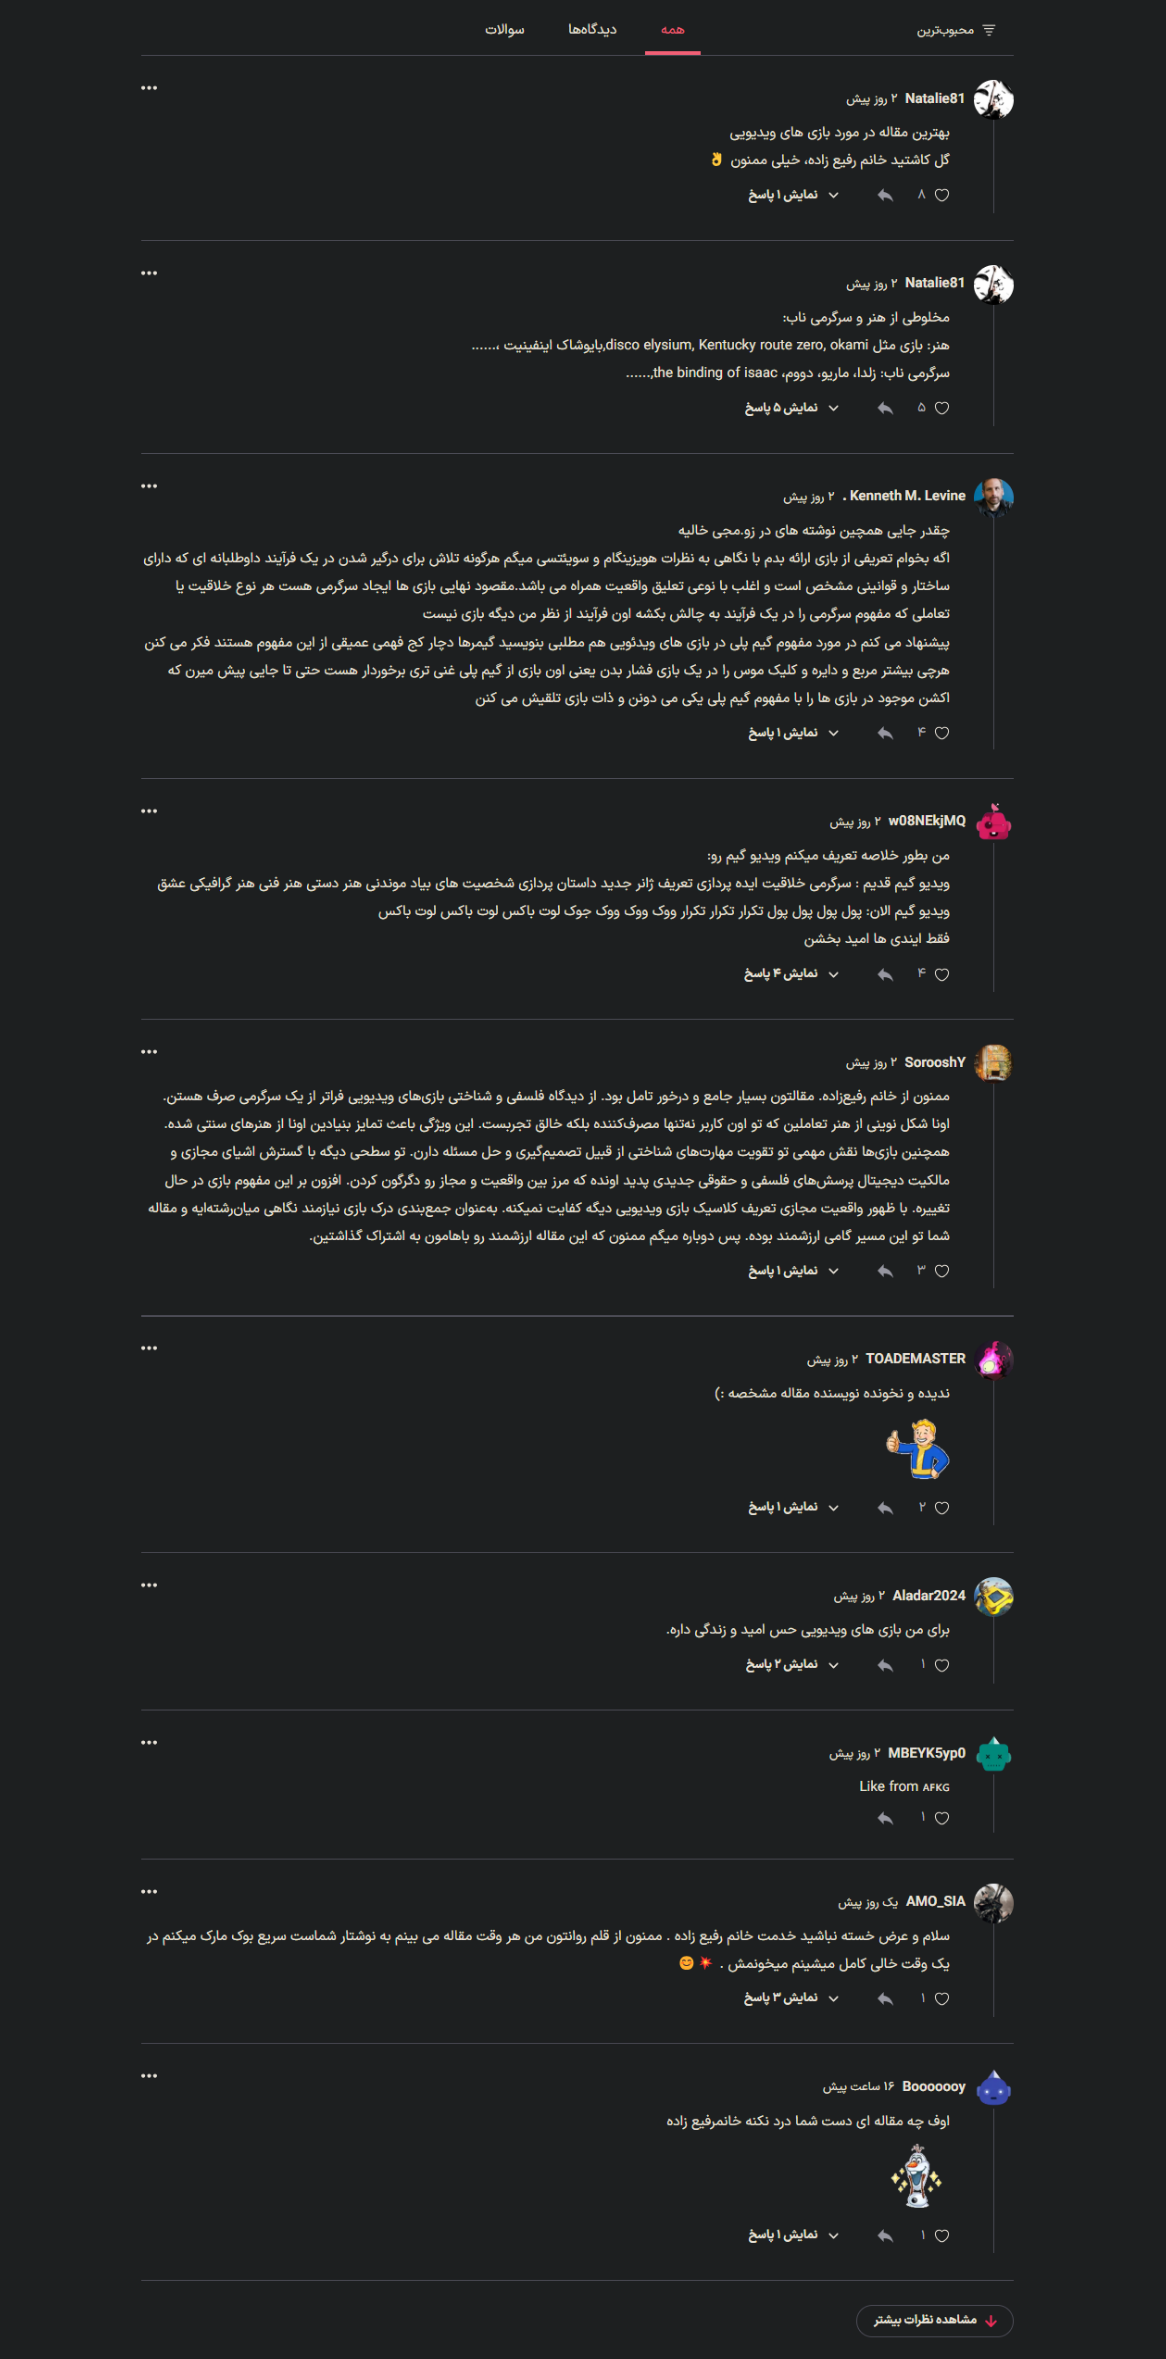 محبوب‌ترین
همه
دیدگاه‌ها
سوالات
Natalie81 ۲ روز پیش
بهترین مقاله در مورد بازی های ویدیویی
گل کاشتید خانم رفیع زاده، خیلی ممنون 👌
۸ نمایش ۱ پاسخ
Natalie81 ۲ روز پیش
مخلوطی از هنر و سرگرمی ناب:
هنر: بازی مثل disco elysium, Kentucky route zero, okami,بایوشاک اینفینیت ،......
سرگرمی ناب: زلدا، ماریو، دووم، the binding of isaac,......
۵ نمایش ۵ پاسخ
Kenneth M. Levine . ۲ روز پیش
چقدر جایی همچین نوشته های در زو.مجی خالیه
اگه بخوام تعریفی از بازی ارائه بدم با نگاهی به نظرات هویزینگام و سویئتسی میگم هرگونه تلاش برای درگیر شدن در یک فرآیند داوطلبانه ای که دارای
ساختار و قوانینی مشخص است و اغلب با نوعی تعلیق واقعیت همراه می باشد.مقصود نهایی بازی ها ایجاد سرگرمی هست هر نوع خلاقیت یا
تعاملی که مفهوم سرگرمی را در یک فرآیند به چالش بکشه اون فرآیند از نظر من دیگه بازی نیست
پیشنهاد می کنم در مورد مفهوم گیم پلی در بازی های ویدئویی هم مطلبی بنویسید گیمرها دچار کج فهمی عمیقی از این مفهوم هستند فکر می کنن
هرچی بیشتر مربع و دایره و کلیک موس را در یک بازی فشار بدن یعنی اون بازی از گیم پلی غنی تری برخوردار هست حتی تا جایی پیش میرن که
اکشن موجود در بازی ها را با مفهوم گیم پلی یکی می دونن و ذات بازی تلقیش می کنن
۴ نمایش ۱ پاسخ
w08NEkjMQ ۲ روز پیش
من بطور خلاصه تعریف میکنم ویدیو گیم رو:
ویدیو گیم قدیم : سرگرمی خلاقیت ایده پردازی تعریف ژانر جدید داستان پردازی شخصیت های بیاد موندنی هنر دستی هنر فنی هنر گرافیکی عشق
ویدیو گیم الان: پول پول پول پول تکرار تکرار تکرار ووک ووک ووک جوک لوت باکس لوت باکس لوت باکس
فقط ایندی ها امید بخشن
۴ نمایش ۴ پاسخ
SorooshY ۲ روز پیش
ممنون از خانم رفیع‌زاده. مقالتون بسیار جامع و درخور تامل بود. از دیدگاه فلسفی و شناختی بازی‌های ویدیویی فراتر از یک سرگرمی صرف هستن.
اونا شکل نوینی از هنر تعاملین که تو اون کاربر نه‌تنها مصرف‌کننده بلکه خالق تجربست. این ویژگی باعث تمایز بنیادین اونا از هنرهای سنتی شده.
همچنین بازی‌ها نقش مهمی تو تقویت مهارت‌های شناختی از قبیل تصمیم‌گیری و حل مسئله دارن. تو سطحی دیگه با گسترش اشیای مجازی و
مالکیت دیجیتال پرسش‌های فلسفی و حقوقی جدیدی پدید اونده که مرز بین واقعیت و مجاز رو دگرگون کردن. افزون بر این مفهوم بازی در حال
تغییره. با ظهور واقعیت مجازی تعریف کلاسیک بازی ویدیویی دیگه کفایت نمیکنه. به‌عنوان جمع‌بندی درک بازی نیازمند نگاهی میان‌رشته‌ایه و مقاله
شما تو این مسیر گامی ارزشمند بوده. پس دوباره میگم ممنون که این مقاله ارزشمند رو باهامون به اشتراک گذاشتین.
۳ نمایش ۱ پاسخ
TOADEMASTER ۲ روز پیش
ندیده و نخونده نویسنده مقاله مشخصه :)
۲ نمایش ۱ پاسخ
Aladar2024 ۲ روز پیش
برای من بازی های ویدیویی حس امید و زندگی داره.
۱ نمایش ۲ پاسخ
MBEYK5yp0 ۲ روز پیش
Like from ᴀꜰᴋɢ
۱
AMO_SIA یک روز پیش
سلام و عرض خسته نباشید خدمت خانم رفیع زاده . ممنون از قلم روانتون من هر وقت مقاله می بینم به نوشتار شماست سریع بوک مارک میکنم در
یک وقت خالی کامل میشینم میخونمش . 💥 😊
۱ نمایش ۳ پاسخ
Booooooy ۱۶ ساعت پیش
اوف چه مقاله ای دست شما درد نکنه خانمرفیع زاده
۱ نمایش ۱ پاسخ
مشاهده نظرات بیشتر